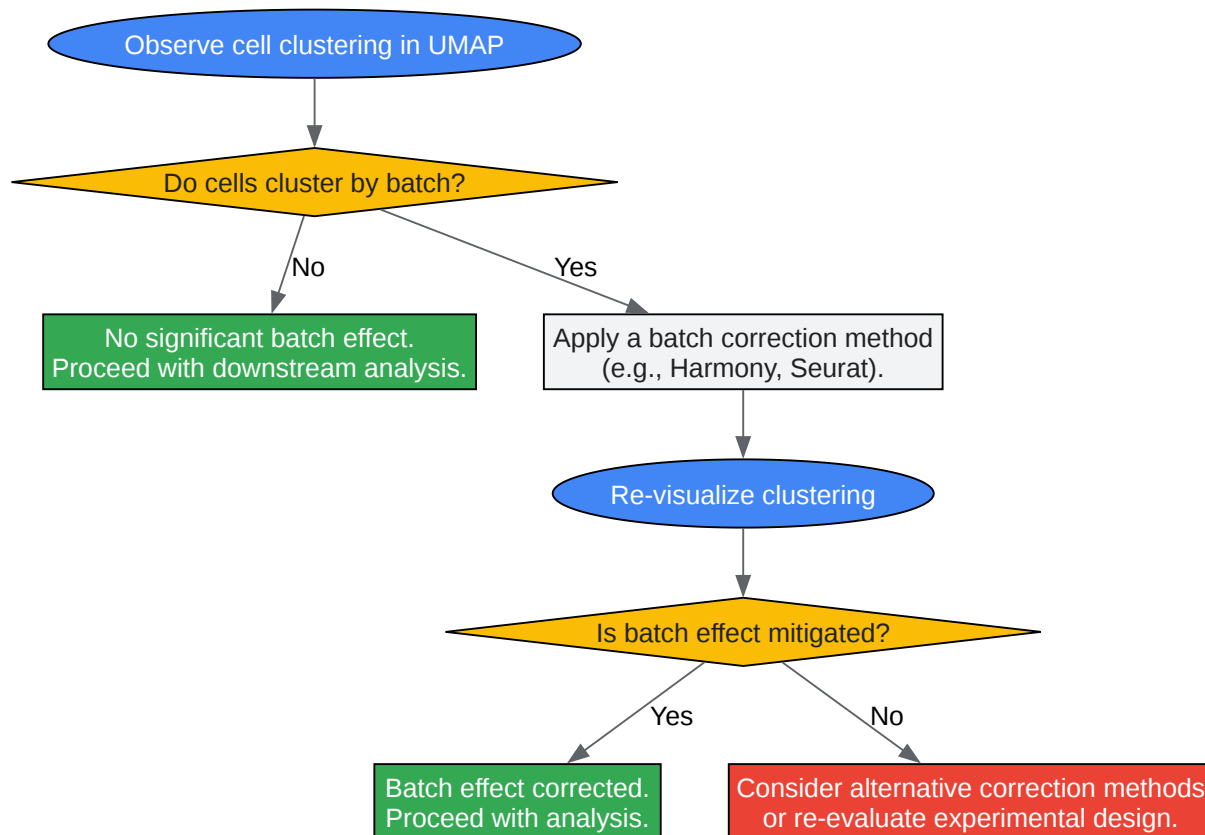 Observe cell clustering in UMAP
Do cells cluster by batch?
No
Yes
No significant batch effect.
Proceed with downstream analysis.
Apply a batch correction method
(e.g., Harmony, Seurat).
Re-visualize clustering
Is batch effect mitigated?
Yes
No
Batch effect corrected.
Proceed with analysis.
Consider alternative correction methods
or re-evaluate experimental design.